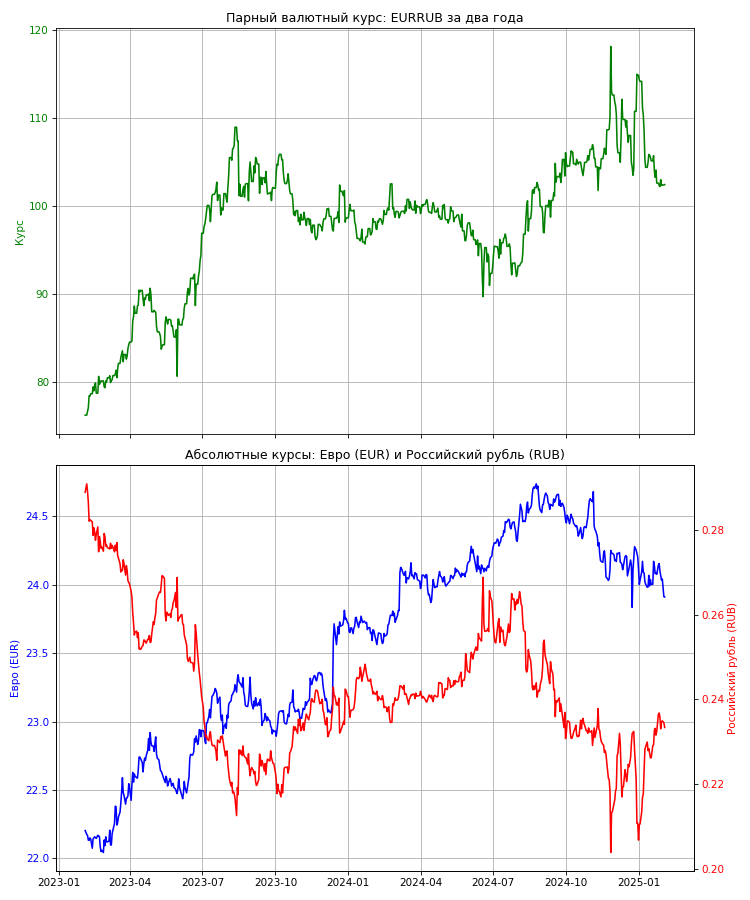 Парный валютный курс: EURRUB за два года
120
110
100
90
80
Курс
Абсолютные курсы: Евро (EUR) и Российский рубль (RUB)
24.5
24.0
23.5
23.0
22.5
22.0
Евро (EUR)
0.28
0.26
0.24
0.22
0.20
Российский рубль (RUB)
2023-01 2023-04 2023-07 2023-10 2024-01 2024-04 2024-07 2024-10 2025-01